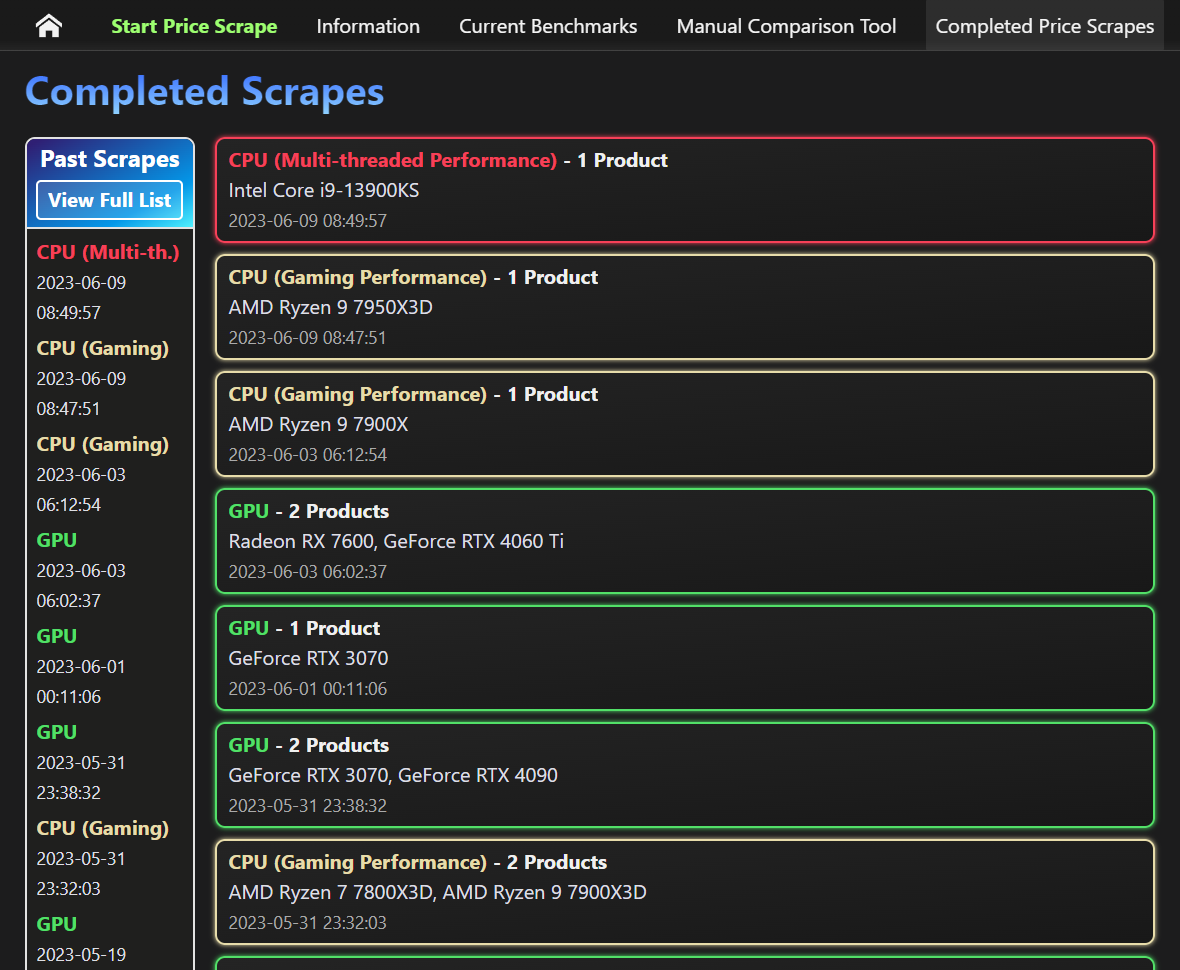 Start Price Scrape
Information
Current Benchmarks
Manual Comparison Tool
Completed Price Scrapes
Completed Scrapes
Past Scrapes
View Full List
CPU (Multi-th.)
2023-06-09
08:49:57
CPU (Gaming)
2023-06-09
08:47:51
CPU (Gaming)
2023-06-03
06:12:54
GPU
2023-06-03
06:02:37
GPU
2023-06-01
00:11:06
GPU
2023-05-31
23:38:32
CPU (Gaming)
2023-05-31
23:32:03
GPU
2023-05-19
CPU (Multi-threaded Performance) - 1 Product
Intel Core i9-13900KS
2023-06-09 08:49:57
CPU (Gaming Performance) - 1 Product
AMD Ryzen 9 7950X3D
2023-06-09 08:47:51
CPU (Gaming Performance) - 1 Product
AMD Ryzen 9 7900X
2023-06-03 06:12:54
GPU - 2 Products
Radeon RX 7600, GeForce RTX 4060 Ti
2023-06-03 06:02:37
GPU - 1 Product
GeForce RTX 3070
2023-06-01 00:11:06
GPU - 2 Products
GeForce RTX 3070, GeForce RTX 4090
2023-05-31 23:38:32
CPU (Gaming Performance) - 2 Products
AMD Ryzen 7 7800X3D, AMD Ryzen 9 7900X3D
2023-05-31 23:32:03